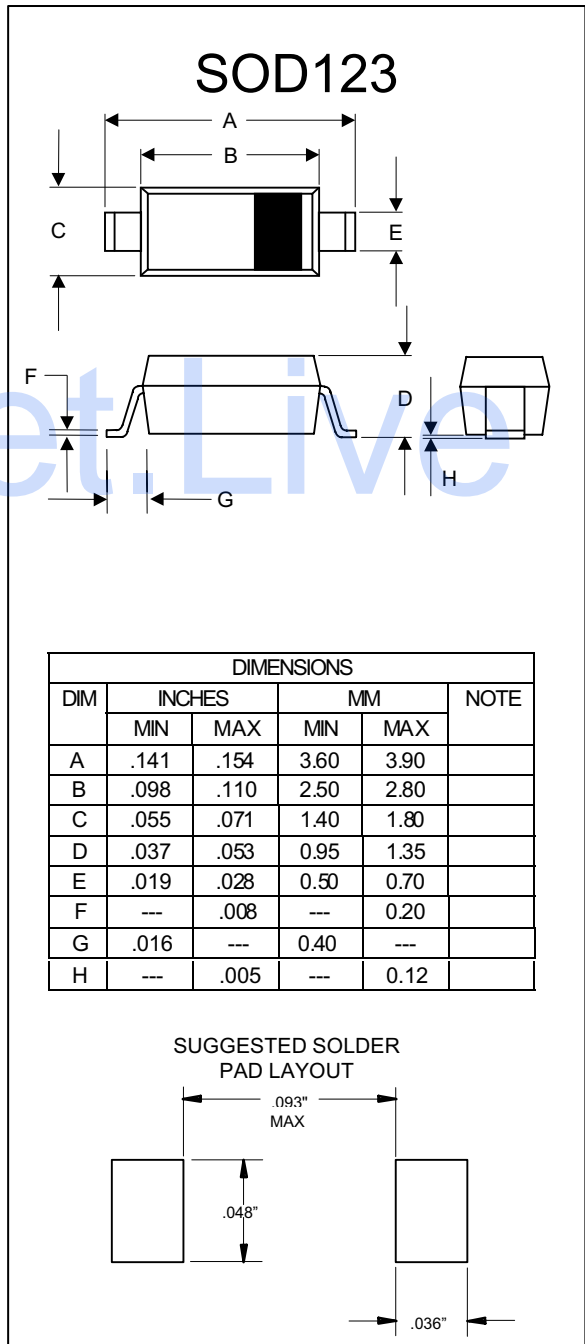 SOD123
A
B
C
E
F
D
H
G
et.Live
DIMENSIONS
DIM INCHES MM NOTE
MIN MAX MIN MAX
A .141 .154 3.60 3.90
B .098 .110 2.50 2.80
C .055 .071 1.40 1.80
D .037 .053 0.95 1.35
E .019 .028 0.50 0.70
F --- .008 --- 0.20
G .016 --- 0.40 ---
H --- .005 --- 0.12
SUGGESTED SOLDER
PAD LAYOUT
.093"
MAX
.048"
.036"